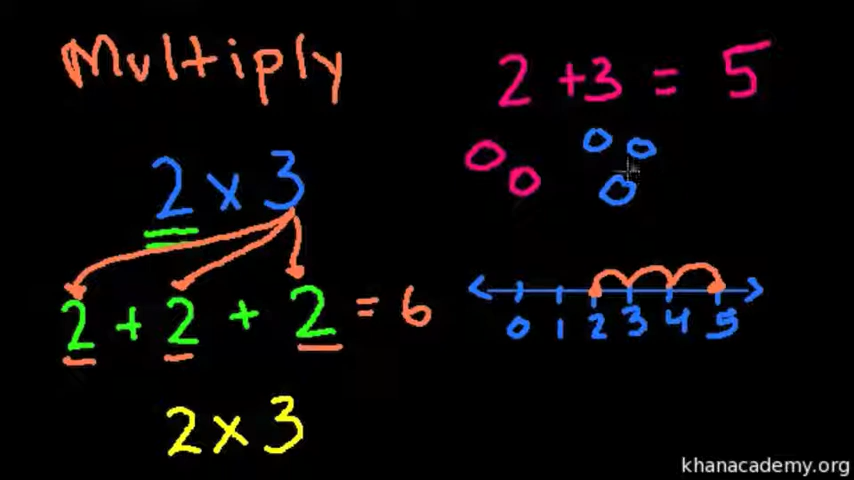 Multiply
2 x 3
2 + 2 + 2 = 6
2 x 3
2 + 3 = 5
0 1 2 3 4 5
khanacademy.org